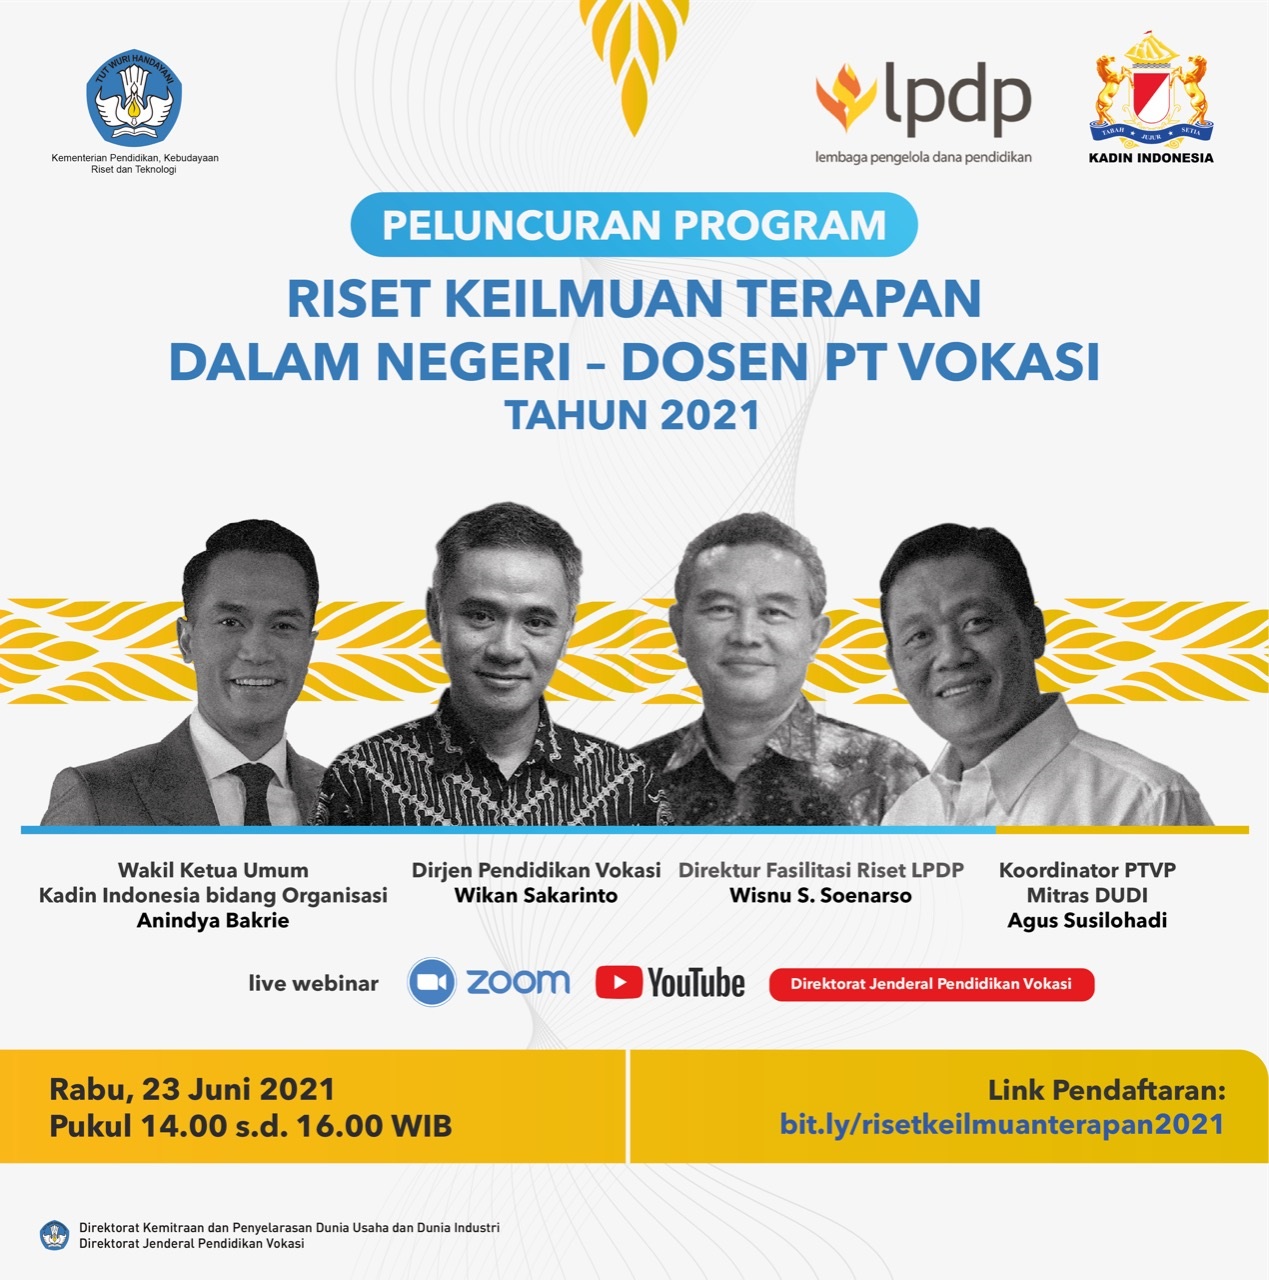 TUT WURI HANDAYANI
Kementerian Pendidikan, Kebudayaan
Riset dan Teknologi
lpdp
lembaga pengelola dana pendidikan
TABAH ★ JUJUR ★ SETIA
KADIN INDONESIA
PELUNCURAN PROGRAM
RISET KEILMUAN TERAPAN
DALAM NEGERI – DOSEN PT VOKASI
TAHUN 2021
Wakil Ketua Umum
Kadin Indonesia bidang Organisasi
Anindya Bakrie
Dirjen Pendidikan Vokasi
Wikan Sakarinto
Direktur Fasilitasi Riset LPDP
Wisnu S. Soenarso
Koordinator PTVP
Mitras DUDI
Agus Susilohadi
live webinar
zoom
YouTube
Direktorat Jenderal Pendidikan Vokasi
Rabu, 23 Juni 2021
Pukul 14.00 s.d. 16.00 WIB
Link Pendaftaran:
bit.ly/risetkeilmuanterapan2021
Direktorat Kemitraan dan Penyelarasan Dunia Usaha dan Dunia Industri
Direktorat Jenderal Pendidikan Vokasi